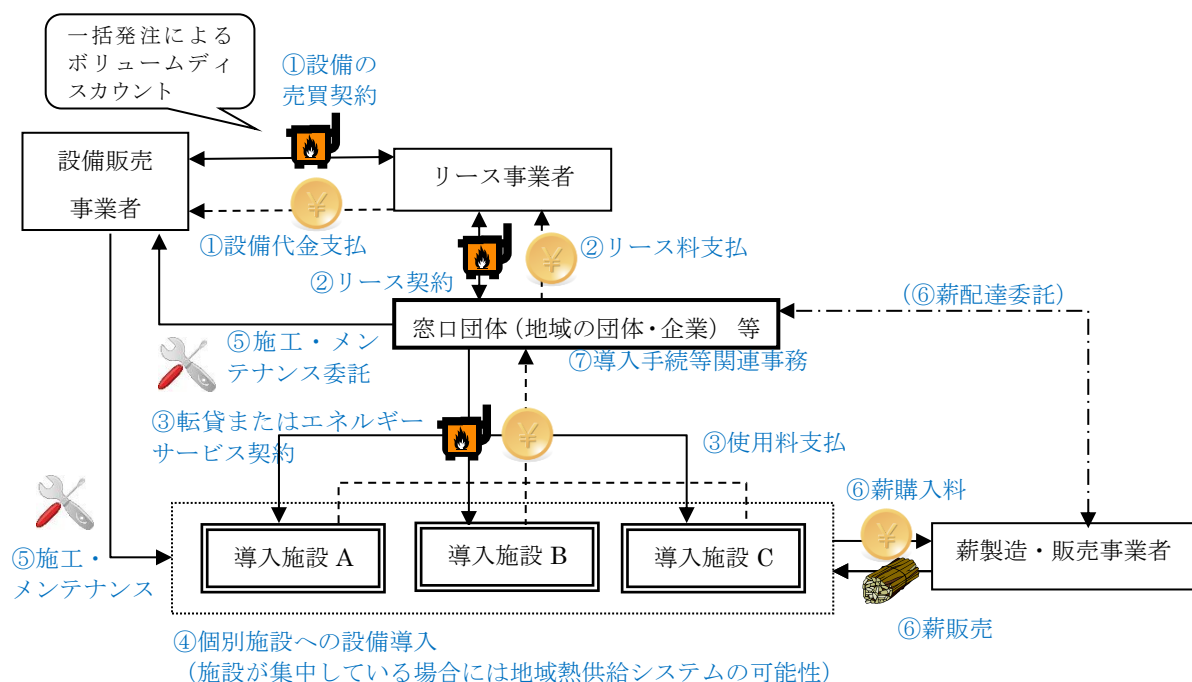 一括発注による
ボリュームディ
スカウント
①設備の
売買契約
設備販売
事業者
リース事業者
①設備代金支払
②リース料支払
②リース契約
(⑥薪配達委託)
窓口団体(地域の団体・企業) 等
⑤施工・メン
テナンス委託
⑦導入手続等関連事務
③転貸またはエネルギー
サービス契約
③使用料支払
⑥薪購入料
導入施設 A
導入施設 B
導入施設 C
薪製造・販売事業者
⑤施工・
メンテナンス
⑥薪販売
④個別施設への設備導入
(施設が集中している場合には地域熱供給システムの可能性)